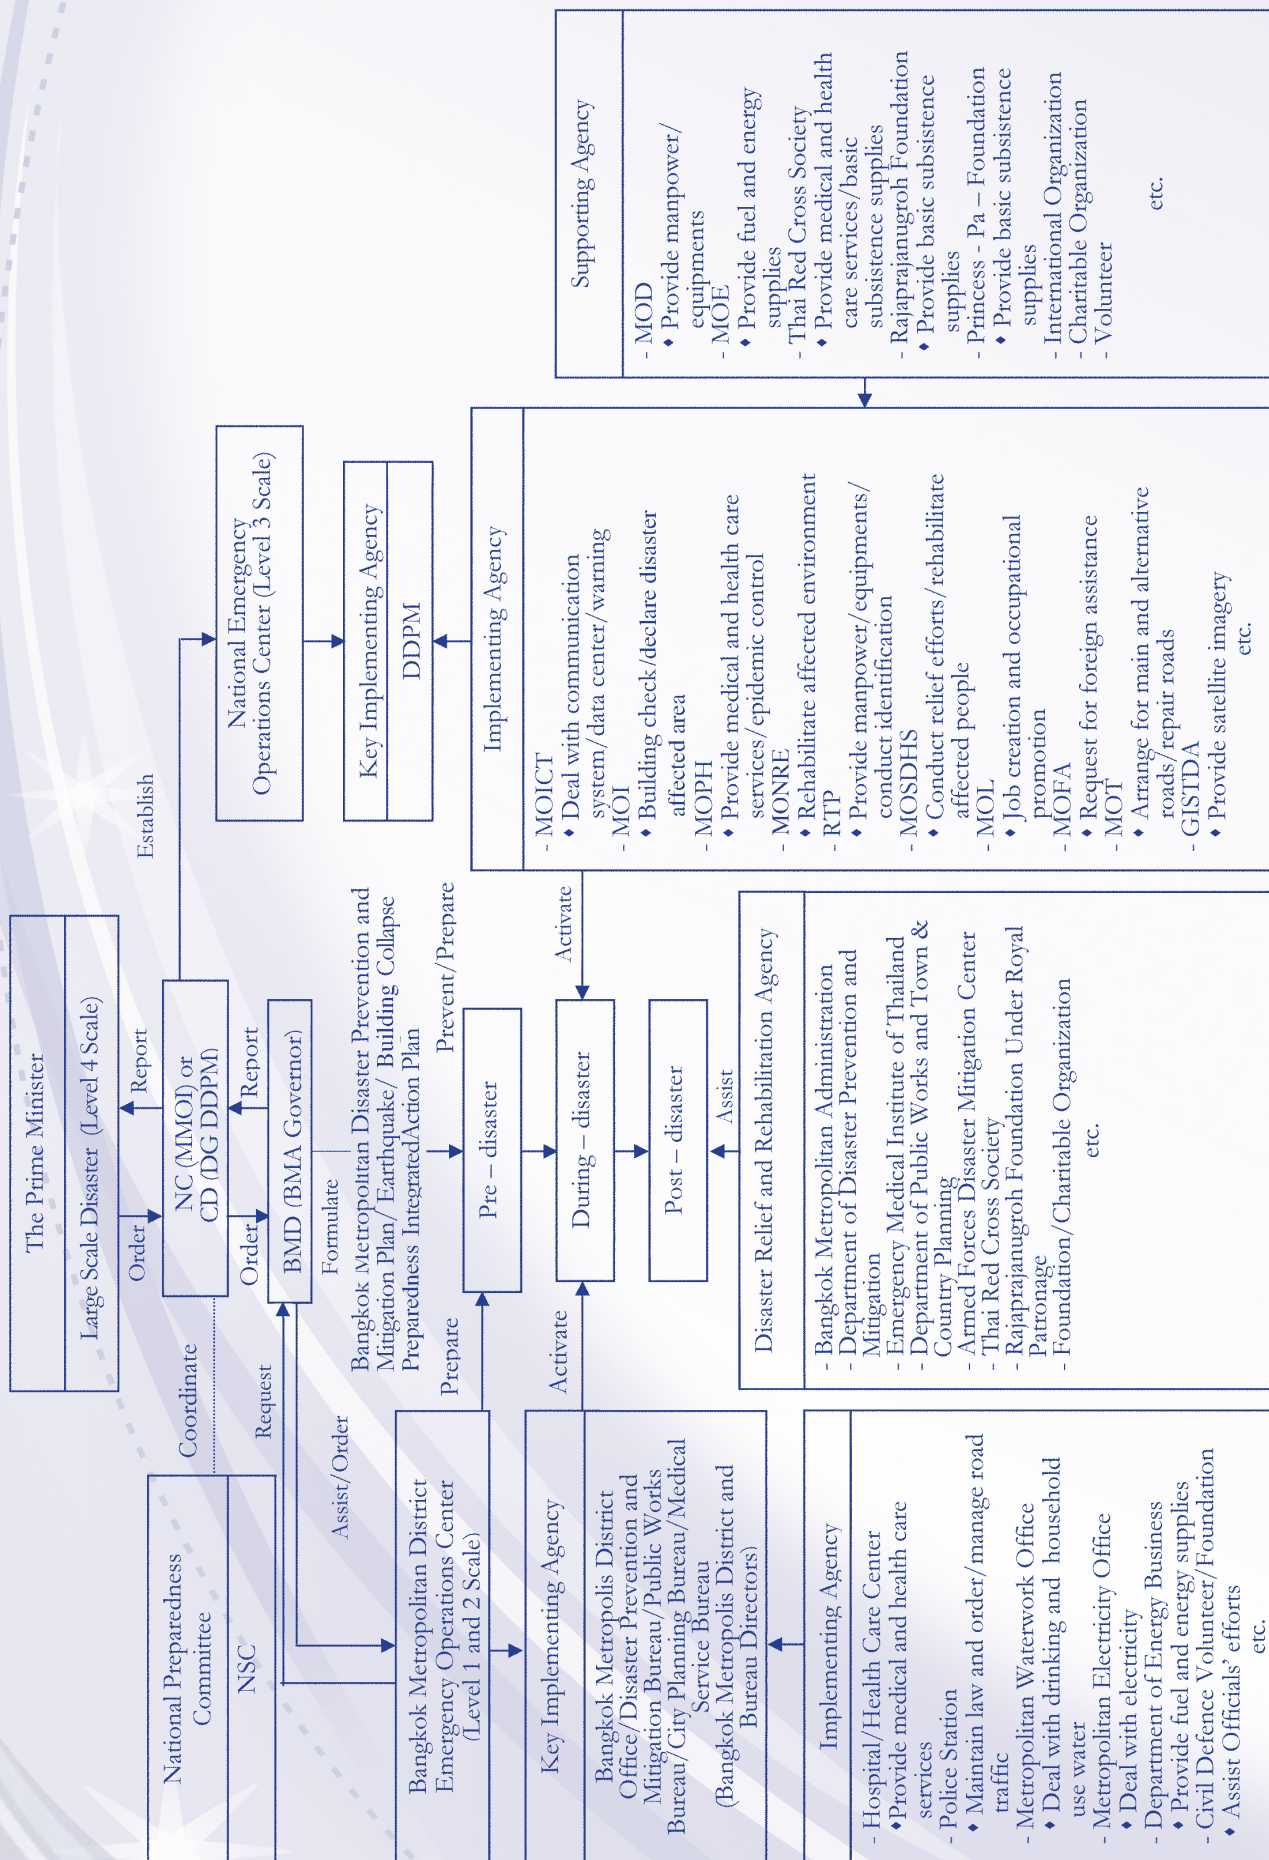 The Prime Minister
Large Scale Disaster (Level 4 Scale)
Order
Report
NC (MMOI) or
CD (DG DDPM)
Order
Report
BMD (BMA Governor)
Formulate
Establish
National Preparedness
Committee
NSC
Coordinate
Request
Assist/Order
Bangkok Metropolitan Disaster Prevention and
Mitigation Plan/ Earthquake/ Building Collapse
Preparedness IntegratedAction Plan
Bangkok Metropolitan District
Emergency Operations Center
(Level 1 and 2 Scale)
Prepare
Prevent/Prepare
Pre – disaster
Key Implementing Agency
Bangkok Metropolis District
Office/Disaster Prevention and
Mitigation Bureau/Public Works
Bureau/City Planning Bureau/Medical
Service Bureau
(Bangkok Metropolis District and
Bureau Directors)
Activate
During – disaster
Activate
Post – disaster
Assist
Implementing Agency
- Hospital/Health Care Center
♦Provide medical and health care
services
- Police Station
♦ Maintain law and order/manage road
traffic
- Metropolitan Waterwork Office
♦ Deal with drinking and household
use water
- Metropolitan Electricity Office
♦ Deal with electricity
- Department of Energy Business
♦ Provide fuel and energy supplies
- Civil Defence Volunteer/Foundation
♦ Assist Officials’ efforts
etc.
Disaster Relief and Rehabilitation Agency
- Bangkok Metropolitan Administration
- Department of Disaster Prevention and
Mitigation
- Emergency Medical Institute of Thailand
- Department of Public Works and Town &
Country Planning
- Armed Forces Disaster Mitigation Center
- Thai Red Cross Society
- Rajaprajanugroh Foundation Under Royal
Patronage
- Foundation/Charitable Organization
etc.
National Emergency
Operations Center (Level 3 Scale)
Key Implementing Agency
DDPM
Implementing Agency
- MOICT
♦ Deal with communication
system/data center/warning
- MOI
♦ Building check/declare disaster
affected area
- MOPH
♦ Provide medical and health care
services/epidemic control
- MONRE
♦ Rehabilitate affected environment
- RTP
♦ Provide manpower/equipments/
conduct identification
- MOSDHS
♦ Conduct relief efforts/rehabilitate
affected people
- MOL
♦ Job creation and occupational
promotion
- MOFA
♦ Request for foreign assistance
- MOT
♦ Arrange for main and alternative
roads/repair roads
- GISTDA
♦ Provide satellite imagery
etc.
Supporting Agency
- MOD
♦ Provide manpower/
equipments
- MOE
♦ Provide fuel and energy
supplies
- Thai Red Cross Society
♦ Provide medical and health
care services/basic
subsistence supplies
- Rajaprajanugroh Foundation
♦ Provide basic subsistence
supplies
- Princess - Pa – Foundation
♦ Provide basic subsistence
supplies
- International Organization
- Charitable Organization
- Volunteer
etc.